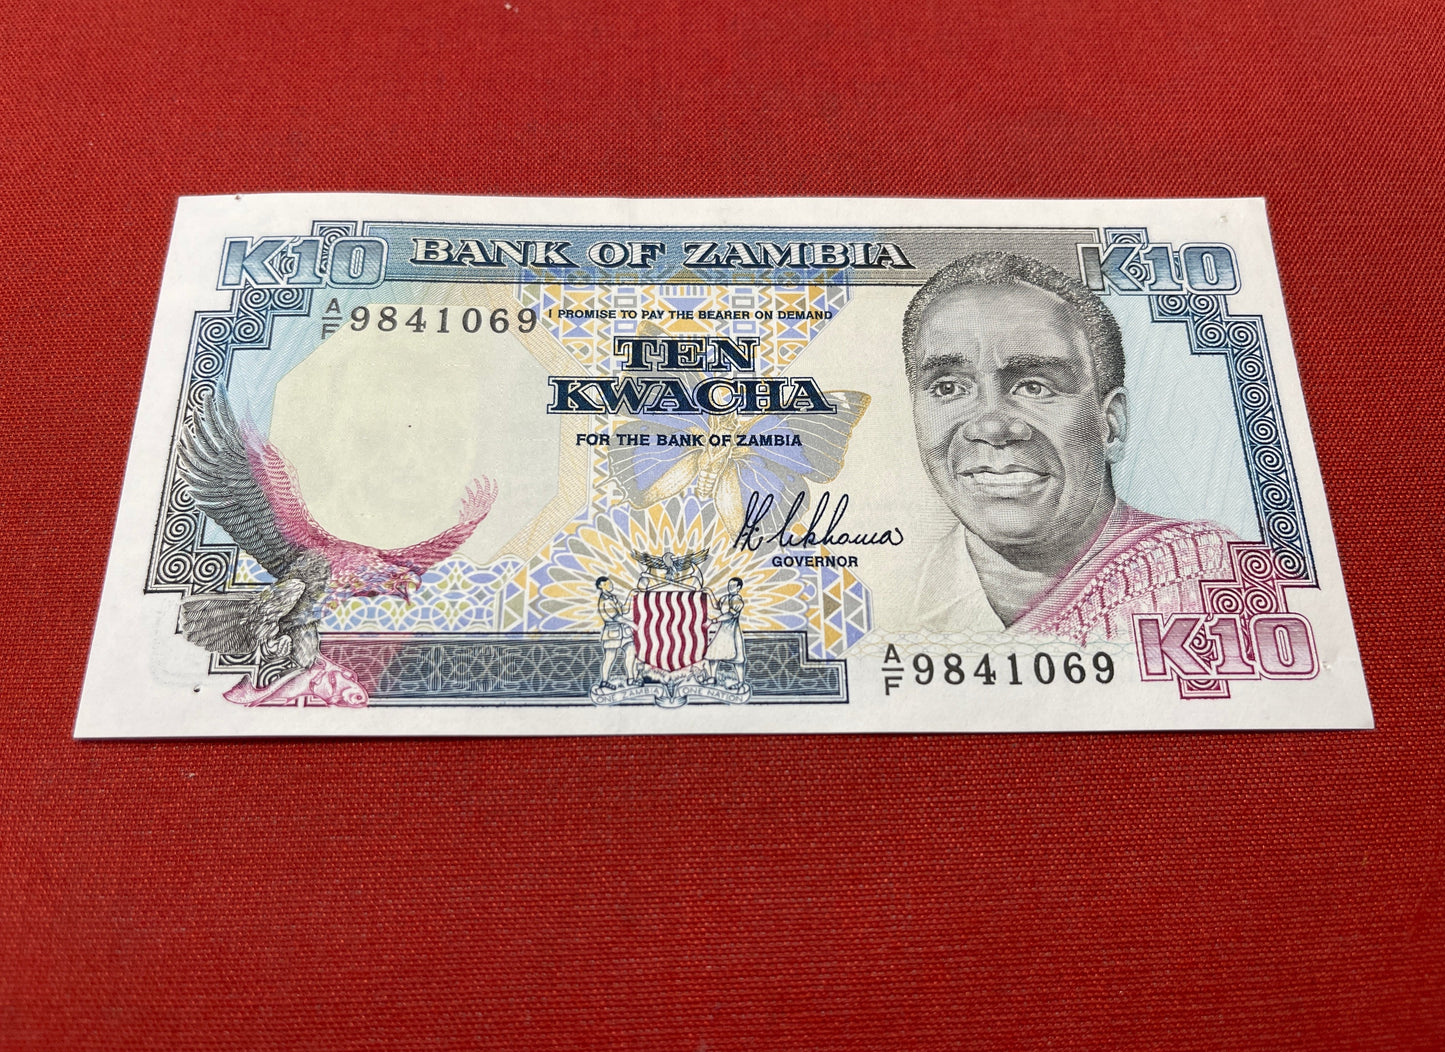 K10 BANK OF ZAMBIA K10
A/F 9841069
I PROMISE TO PAY THE BEARER ON DEMAND
TEN
KWACHA
FOR THE BANK OF ZAMBIA
GOVERNOR
A/F 9841069
K10
ONE ZAMBIA ONE NATION